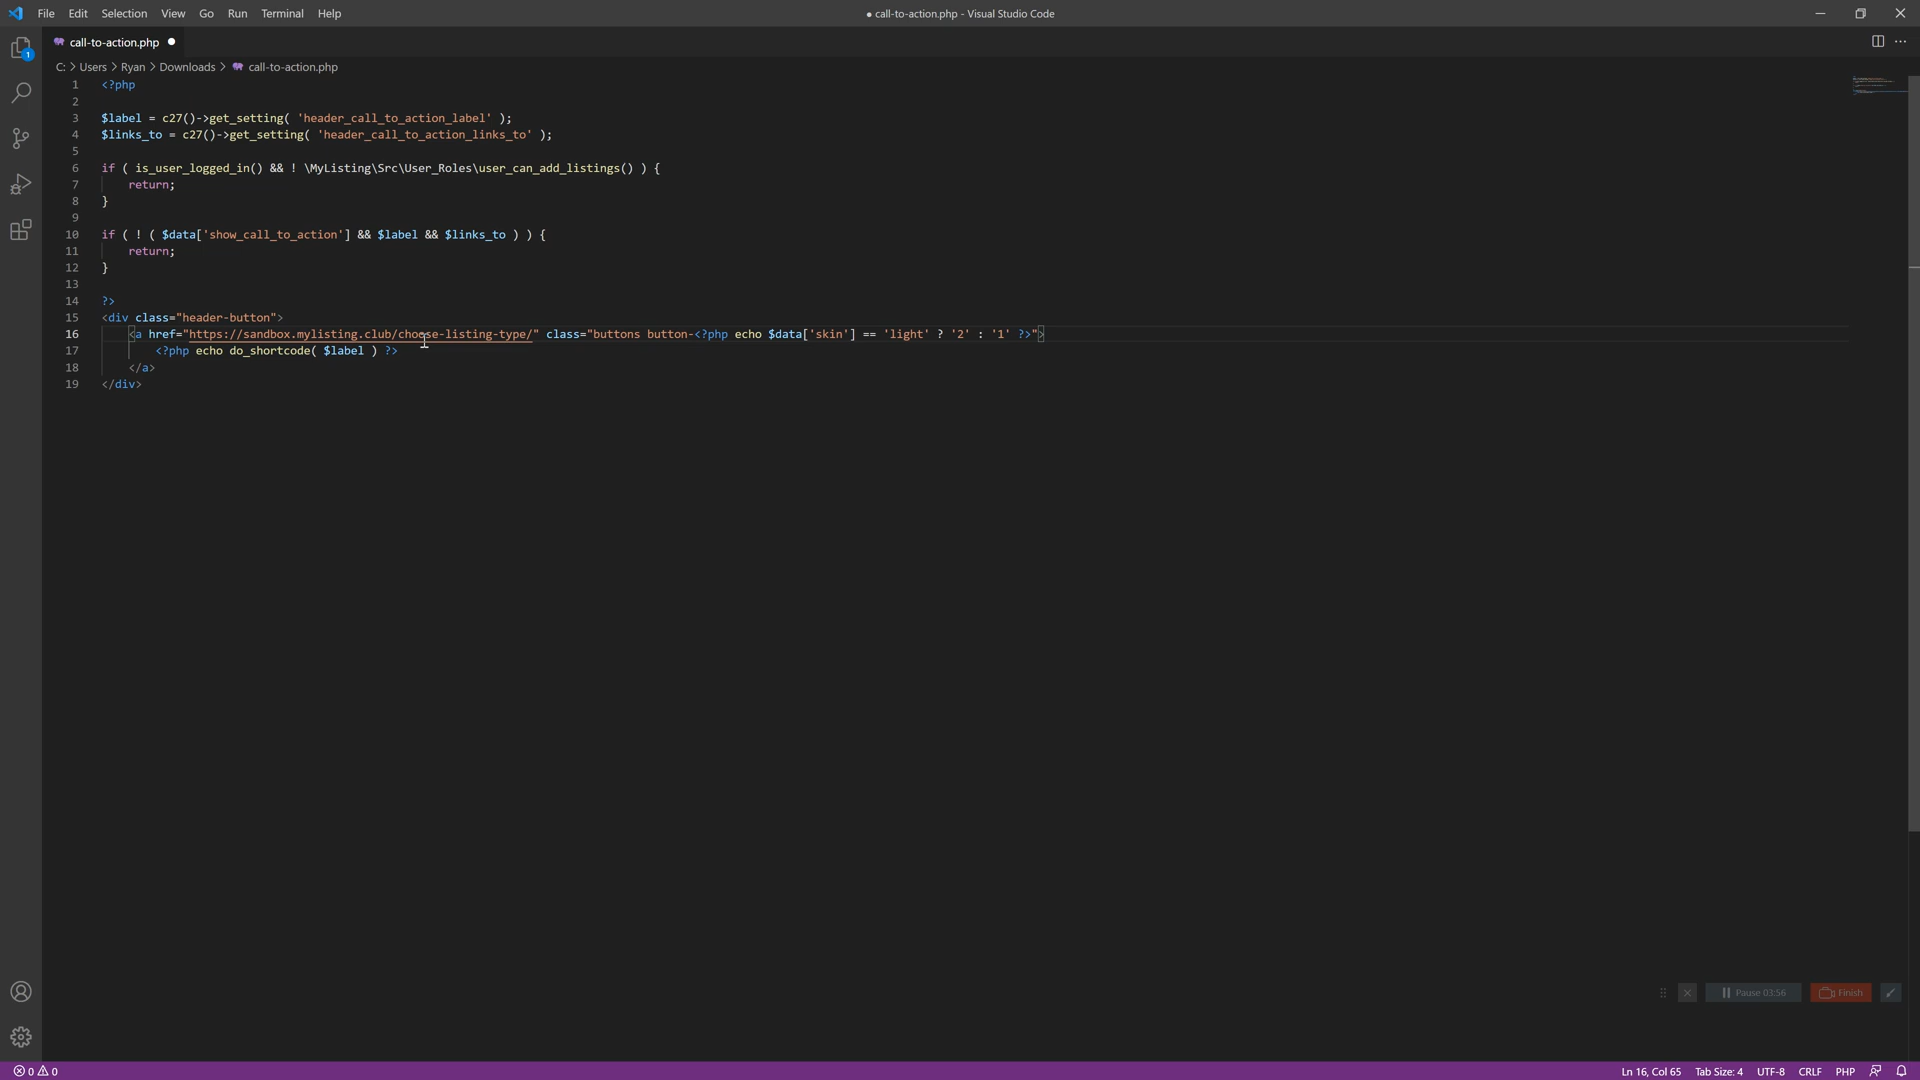 File Edit Selection View Go Run Terminal Help
● call-to-action.php - Visual Studio Code
call-to-action.php ●
C: > Users > Ryan > Downloads > call-to-action.php
1
1 <?php
2
3 $label = c27()->get_setting( 'header_call_to_action_label' );
4 $links_to = c27()->get_setting( 'header_call_to_action_links_to' );
5
6 if ( is_user_logged_in() && ! \MyListing\Src\User_Roles\user_can_add_listings() ) {
7 return;
8 }
9
10 if ( ! ( $data['show_call_to_action'] && $label && $links_to ) ) {
11 return;
12 }
13
14 ?>
15 <div class="header-button">
16 <a href="https://sandbox.mylisting.club/choose-listing-type/" class="buttons button-<?php echo $data['skin'] == 'light' ? '2' : '1' ?>">
17 <?php echo do_shortcode( $label ) ?>
18 </a>
19 </div>
Pause 03:56 Finish
0 0 Ln 16, Col 65 Tab Size: 4 UTF-8 CRLF PHP